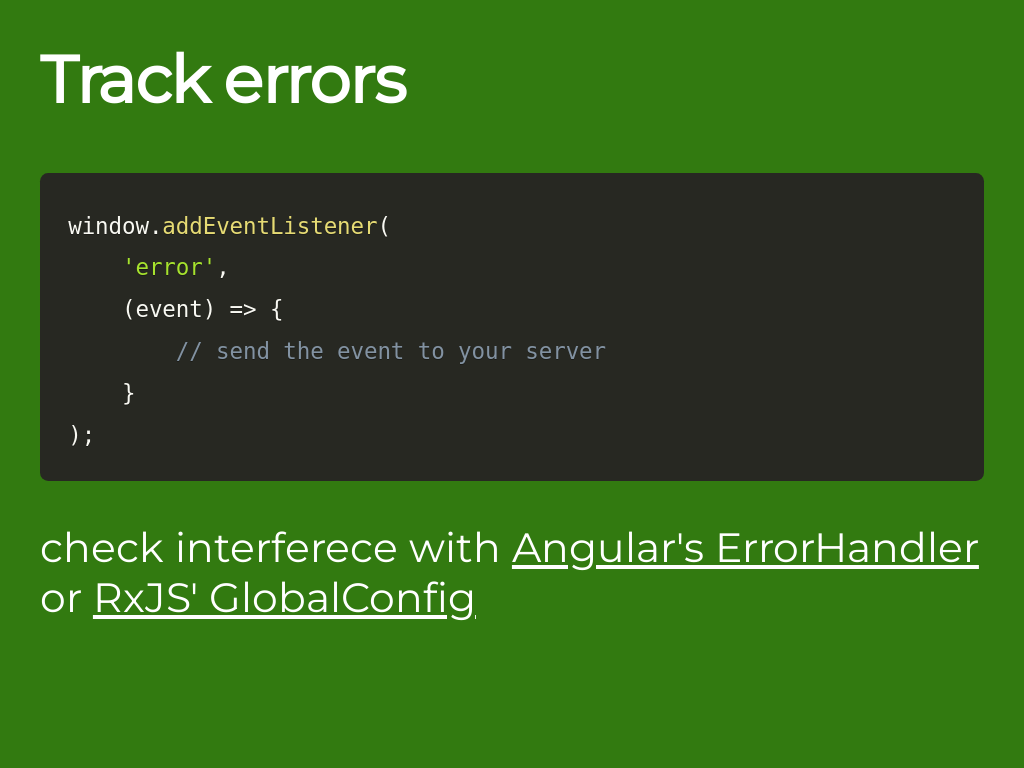 Track errors
window.addEventListener(
    'error',
    (event) => {
        // send the event to your server
    }
);
check interferece with Angular's ErrorHandler
or RxJS' GlobalConfig